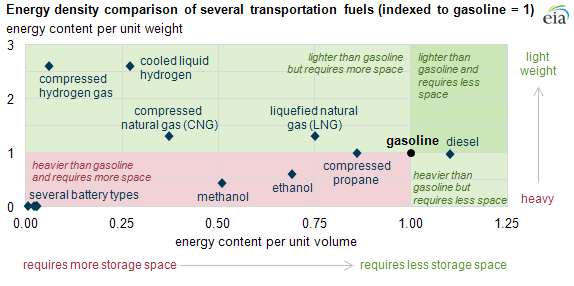 Energy density comparison of several transportation fuels (indexed to gasoline = 1)
energy content per unit weight
eia
3
2
1
0
compressed
hydrogen gas
cooled liquid
hydrogen
lighter than gasoline
but requires more space
lighter than
gasoline and
requires less
space
light
weight
compressed
natural gas (CNG)
liquefied natural
gas (LNG)
gasoline
diesel
heavier than gasoline
and requires more space
compressed
propane
heavier than
gasoline but
requires less space
several battery types
methanol
ethanol
heavy
0.00
0.25
0.50
0.75
1.00
1.25
energy content per unit volume
requires more storage space
requires less storage space